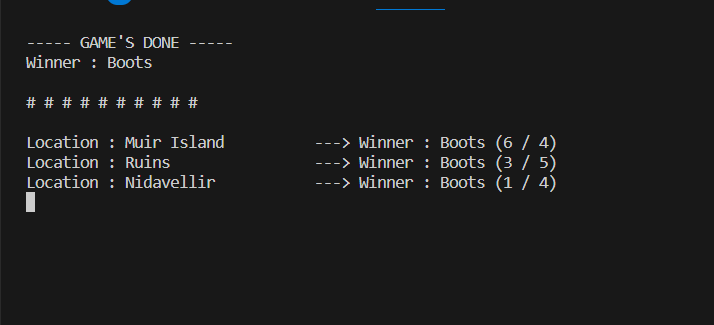 ----- GAME'S DONE -----
Winner : Boots
# # # # # # # # # #
Location : Muir Island ---> Winner : Boots (6 / 4)
Location : Ruins ---> Winner : Boots (3 / 5)
Location : Nidavellir ---> Winner : Boots (1 / 4)